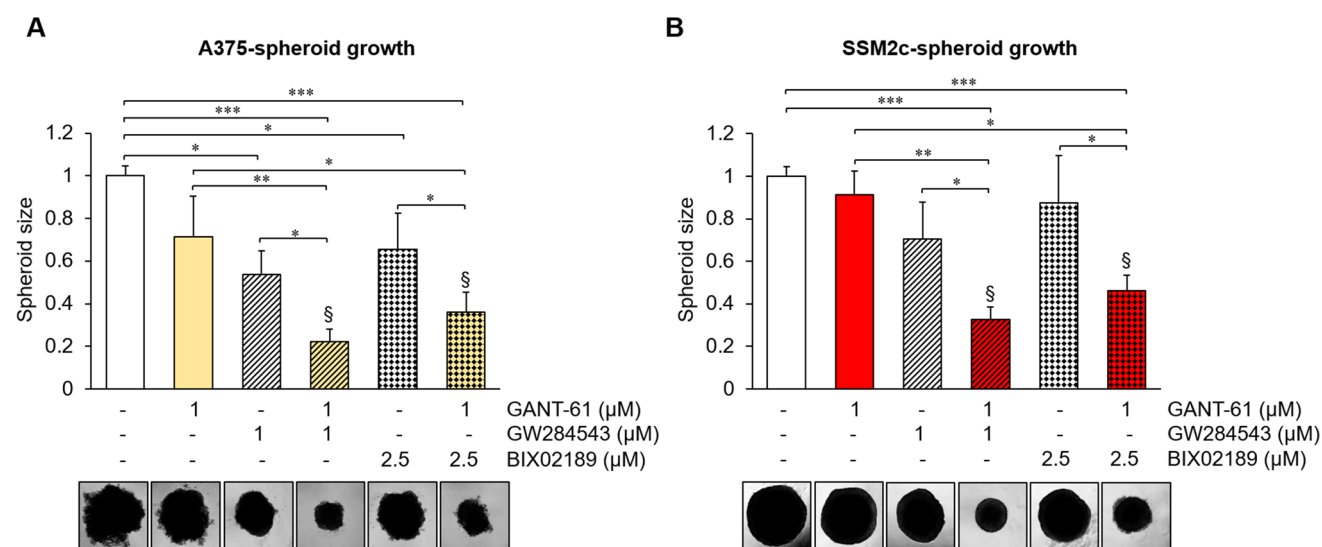 A
A375-spheroid growth
***
***
*
*
*
**
*
*
§
§
Spheroid size
1.2
1
0.8
0.6
0.4
0.2
0
- 1 - 1 - 1 GANT-61 (µM)
- - 1 1 - - GW284543 (µM)
- - - - 2.5 2.5 BIX02189 (µM)
B
SSM2c-spheroid growth
***
***
*
*
**
*
§
§
Spheroid size
1.2
1
0.8
0.6
0.4
0.2
0
- 1 - 1 - 1 GANT-61 (µM)
- - 1 1 - - GW284543 (µM)
- - - - 2.5 2.5 BIX02189 (µM)